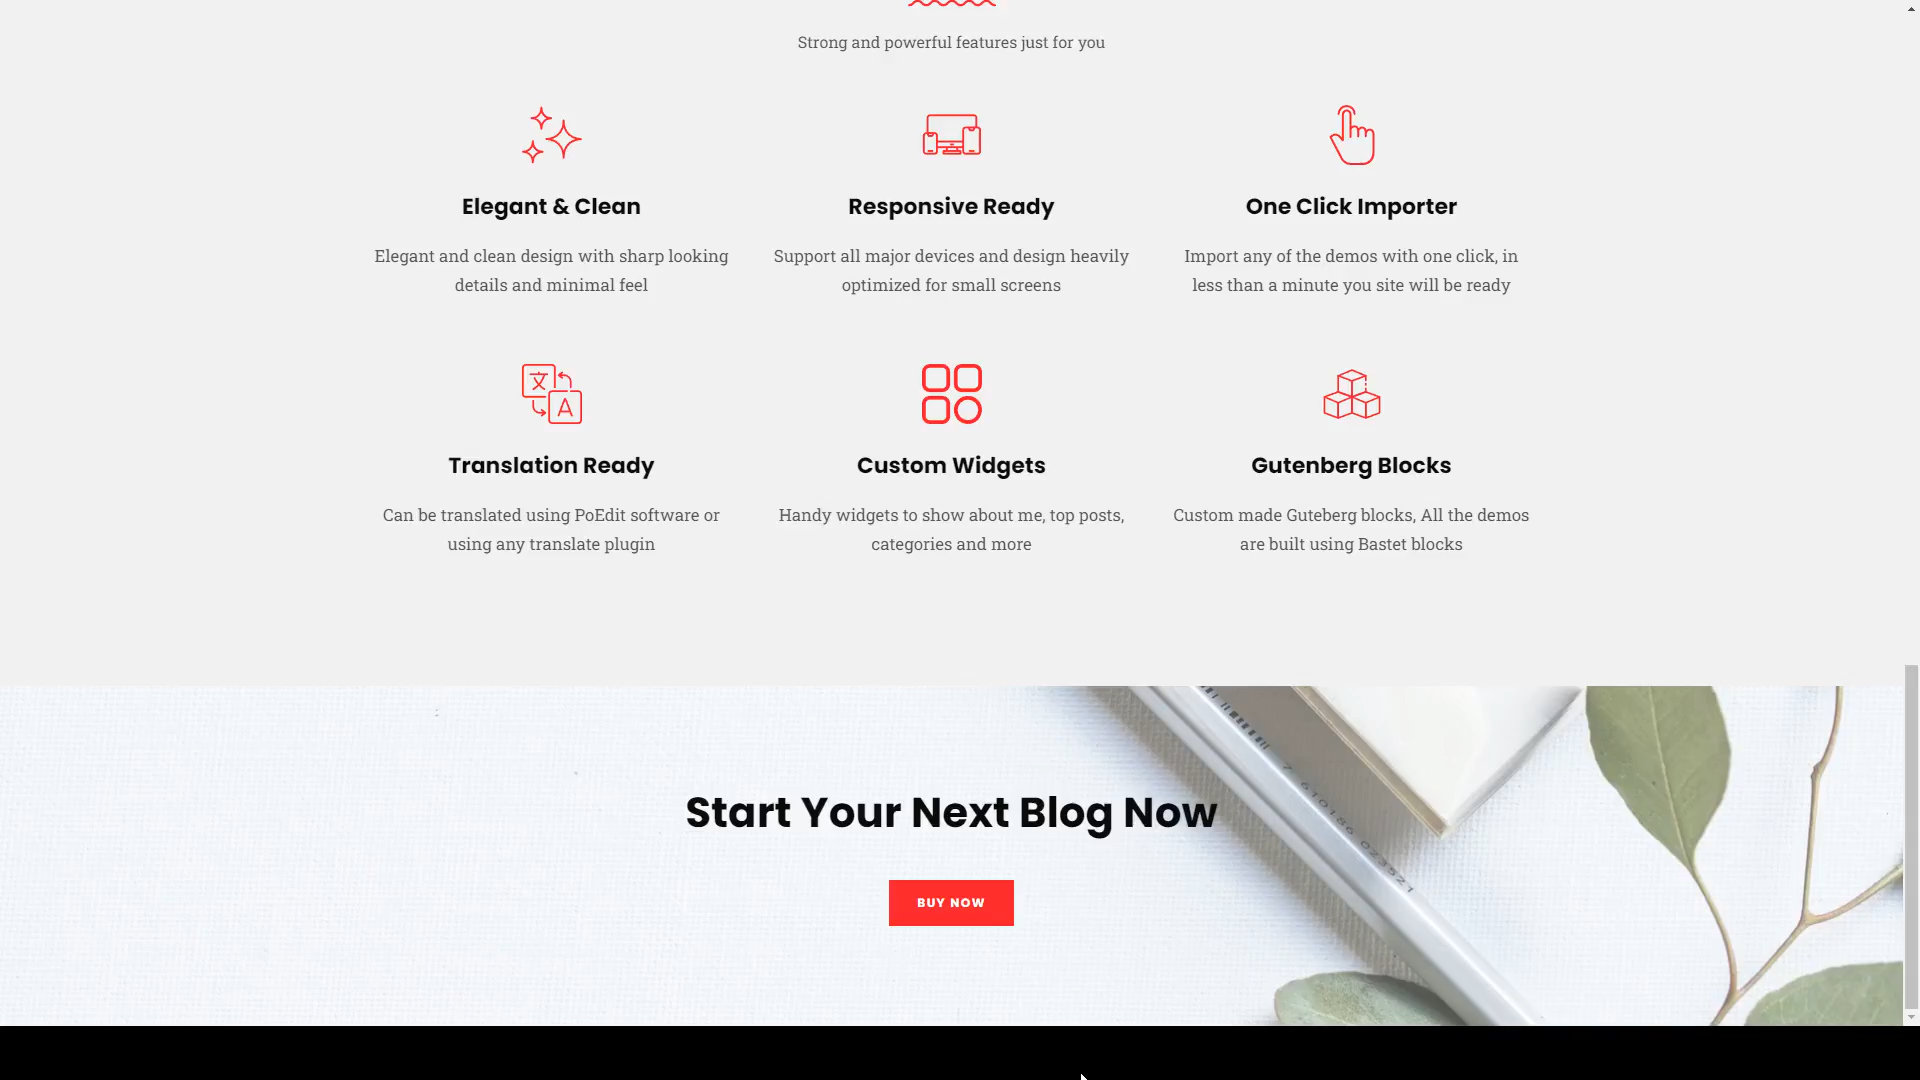 Strong and powerful features just for you
Elegant & Clean
Elegant and clean design with sharp looking
details and minimal feel
Responsive Ready
Support all major devices and design heavily
optimized for small screens
One Click Importer
Import any of the demos with one click, in
less than a minute you site will be ready
文
A
Translation Ready
Can be translated using PoEdit software or
using any translate plugin
Custom Widgets
Handy widgets to show about me, top posts,
categories and more
Gutenberg Blocks
Custom made Guteberg blocks, All the demos
are built using Bastet blocks
7 610186 023521
Start Your Next Blog Now
BUY NOW